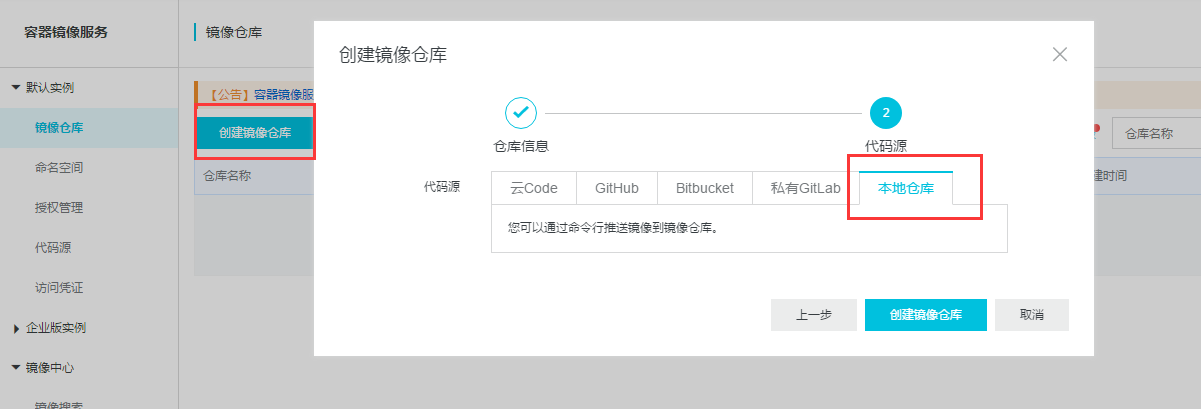 容器镜像服务
默认实例
镜像仓库
命名空间
授权管理
代码源
访问凭证
企业版实例
镜像中心
镜像搜索
镜像仓库
【公告】容器镜像服
创建镜像仓库
仓库名称
仓库名称
建时间
创建镜像仓库
2
仓库信息
代码源
代码源
云Code
GitHub
Bitbucket
私有GitLab
本地仓库
您可以通过命令行推送镜像到镜像仓库。
上一步
创建镜像仓库
取消